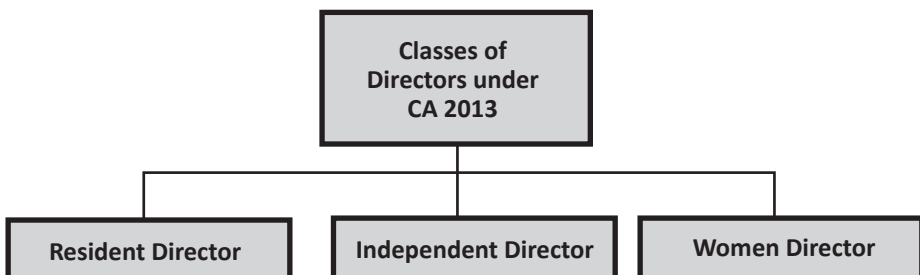 Classes of
Directors under
CA 2013
Resident Director
Independent Director
Women Director